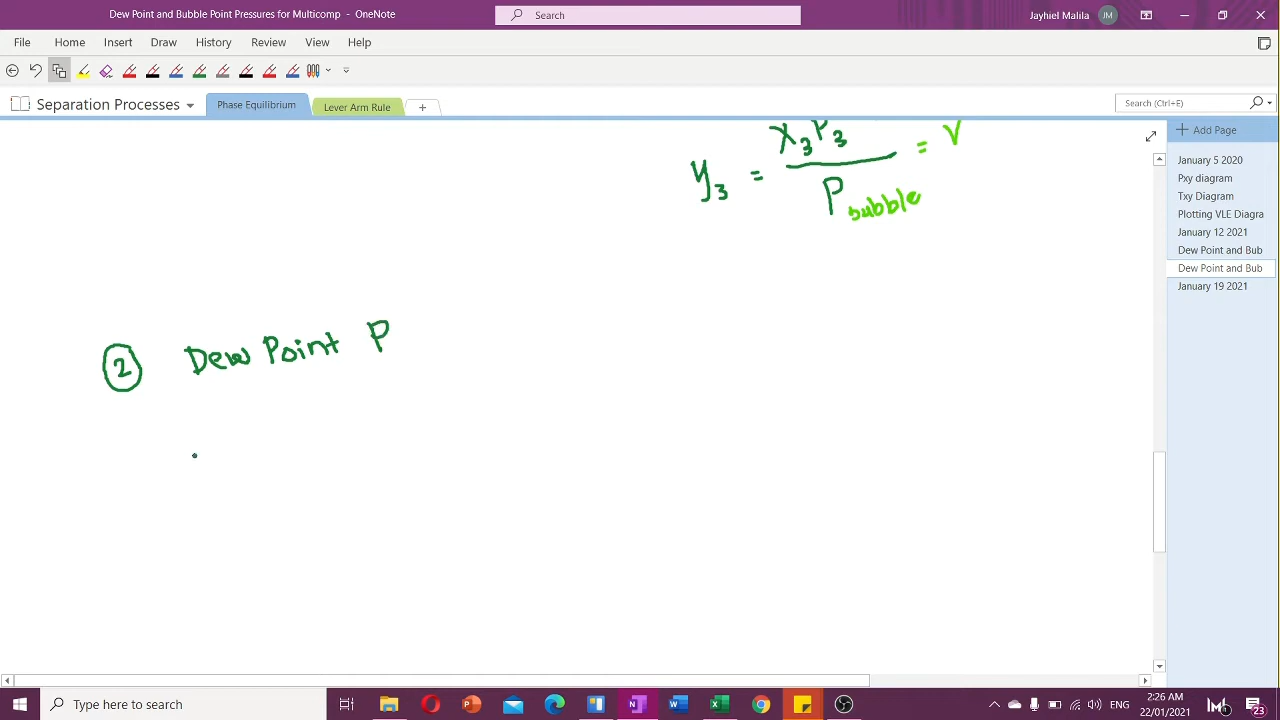 Dew Point and Bubble Point Pressures for Multicomp - OneNote
Search
Jayhiel Malila
JM
File Home Insert Draw History Review View Help
Separation Processes
Phase Equilibrium
Lever Arm Rule
Search (Ctrl+E)
Add Page
January 5 2020
Pxy diagram
Txy Diagram
Plotting VLE Diagra
January 12 2021
Dew Point and Bub
Dew Point and Bub
January 19 2021
y3 = x3P3 / P bubble = ✓
2 Dew Point P
Type here to search
ENG
2:26 AM
22/01/2021
23